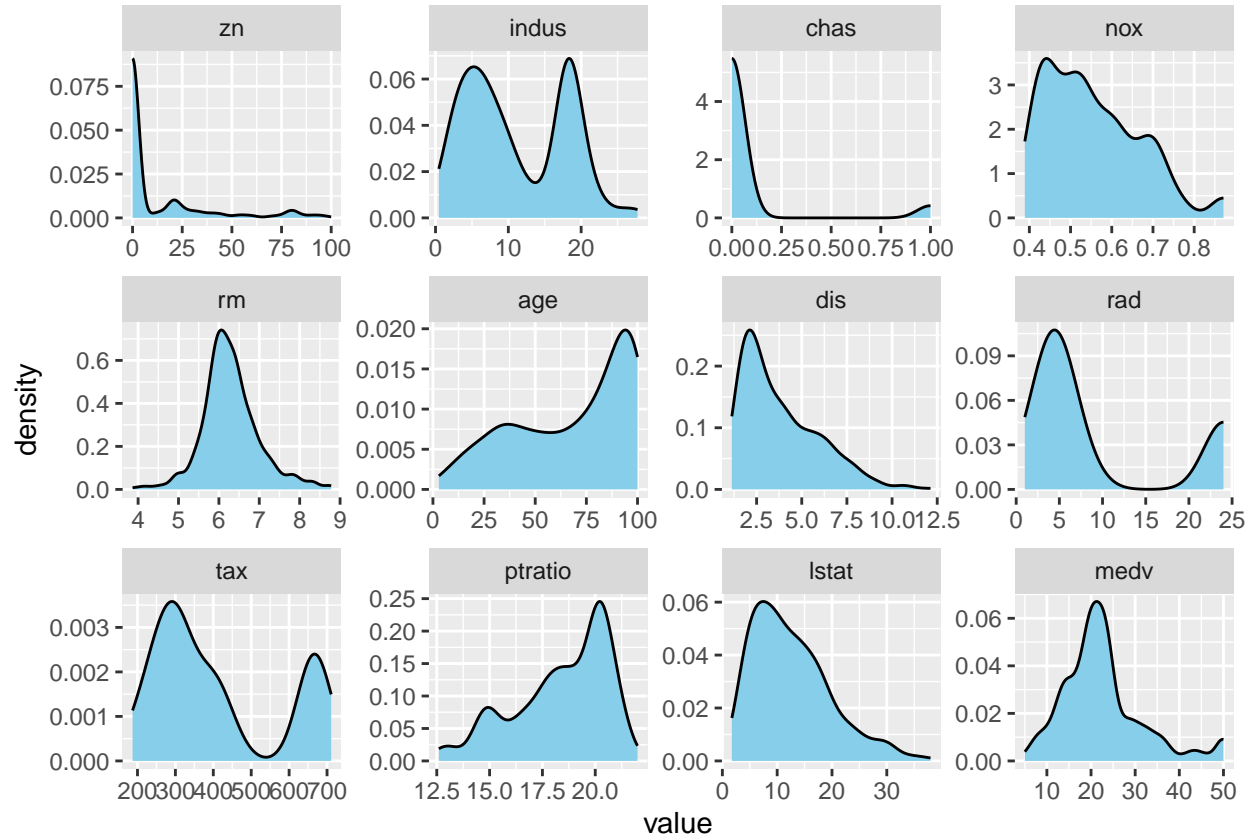 zn indus chas nox
0.075
0.050
0.025
0.000
0 25 50 75 100
0.06
0.04
0.02
0.00
0 10 20
4
2
0
0.00 0.25 0.50 0.75 1.00
3
2
1
0
0.4 0.5 0.6 0.7 0.8
rm age dis rad
0.6
0.4
0.2
0.0
4 5 6 7 8 9
0.020
0.015
0.010
0.005
0.000
0 25 50 75 100
0.2
0.1
0.0
2.5 5.0 7.5 10.0 12.5
0.09
0.06
0.03
0.00
0 5 10 15 20 25
density
tax ptratio lstat medv
0.003
0.002
0.001
0.000
200 300 400 500 600 700
0.25
0.20
0.15
0.10
0.05
0.00
12.5 15.0 17.5 20.0
0.06
0.04
0.02
0.00
0 10 20 30
0.06
0.04
0.02
0.00
10 20 30 40 50
value